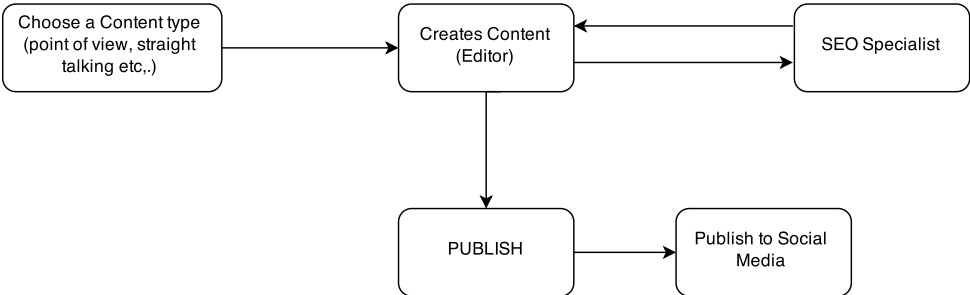 Choose a Content type
(point of view, straight
talking etc,.)
Creates Content
(Editor)
SEO Specialist
PUBLISH
Publish to Social
Media